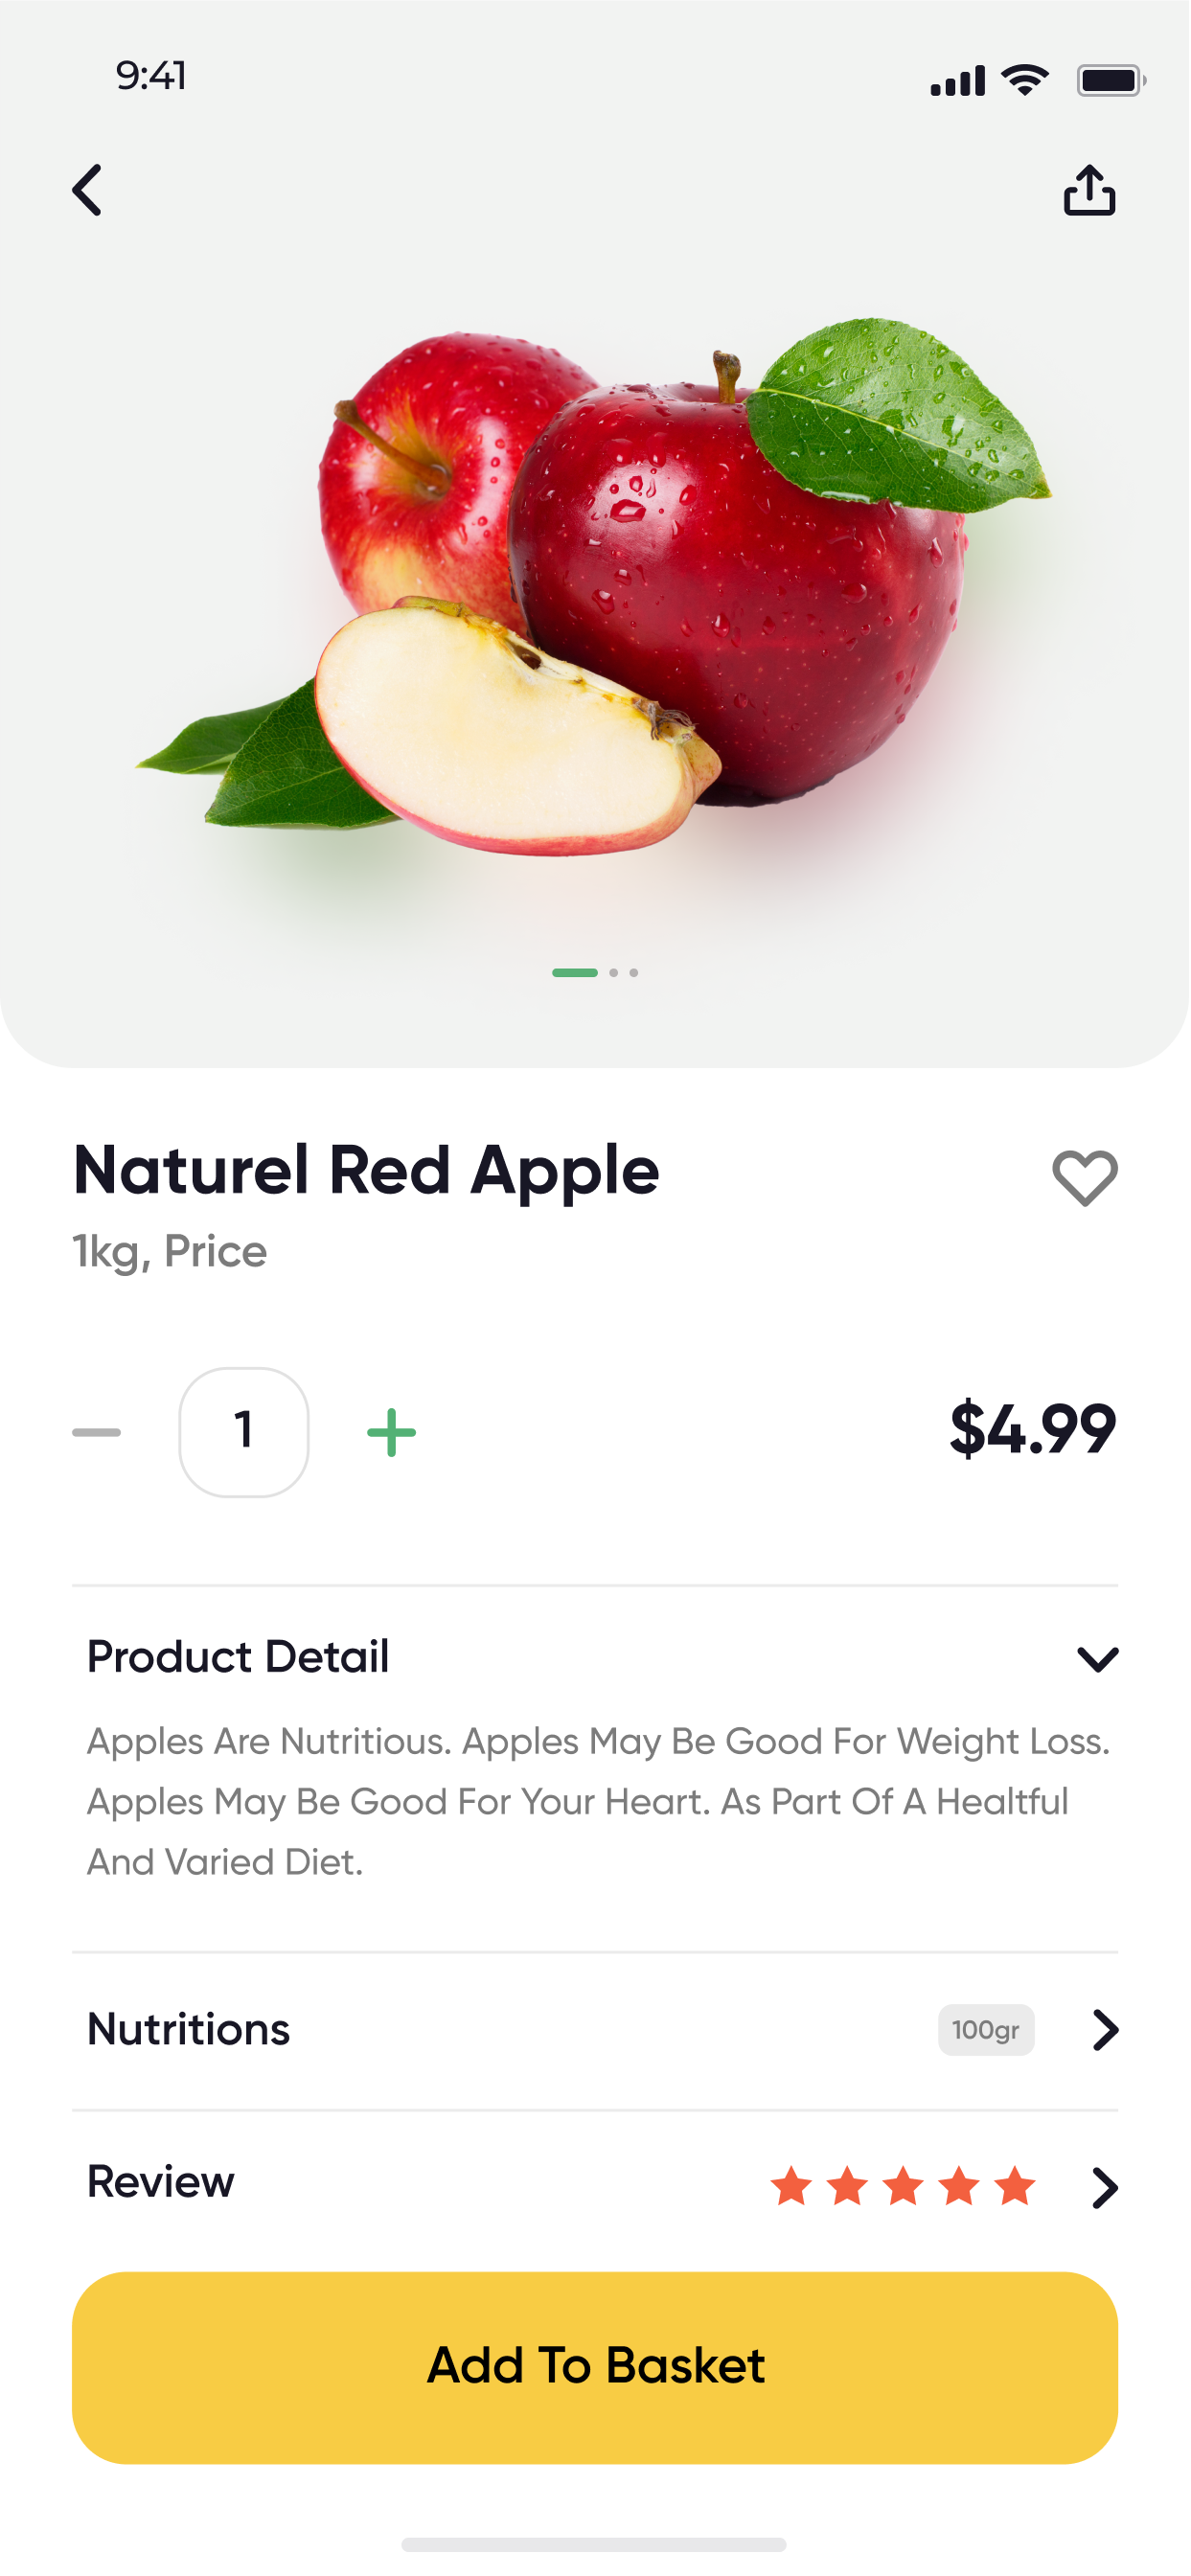 9:41
Naturel Red Apple
1kg, Price
1
$4.99
Product Detail
Apples Are Nutritious. Apples May Be Good For Weight Loss.
Apples May Be Good For Your Heart. As Part Of A Healtful
And Varied Diet.
Nutritions
100gr
Review
Add To Basket